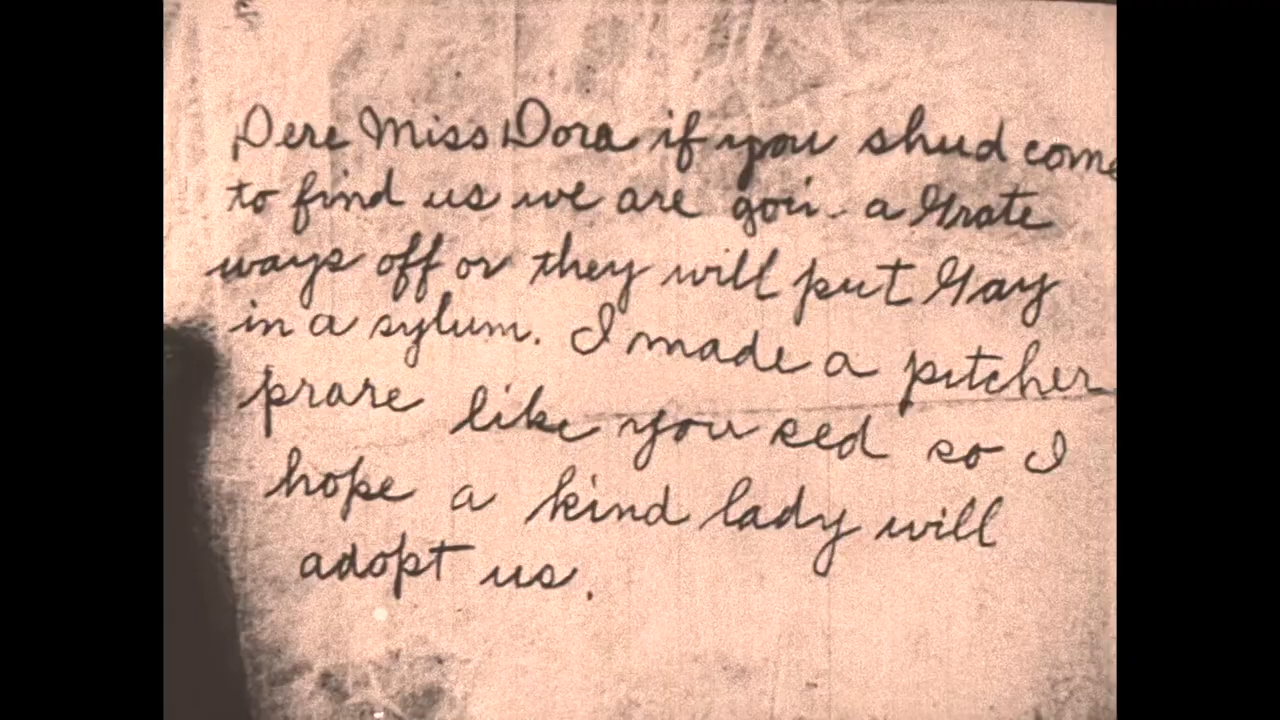 Dere Miss Dora if you shud come
to find us we are goin a Grate
ways off or they will put Gay
in a sylum. I made a pitcher
prare like you sed so I
hope a kind lady will
adopt us.